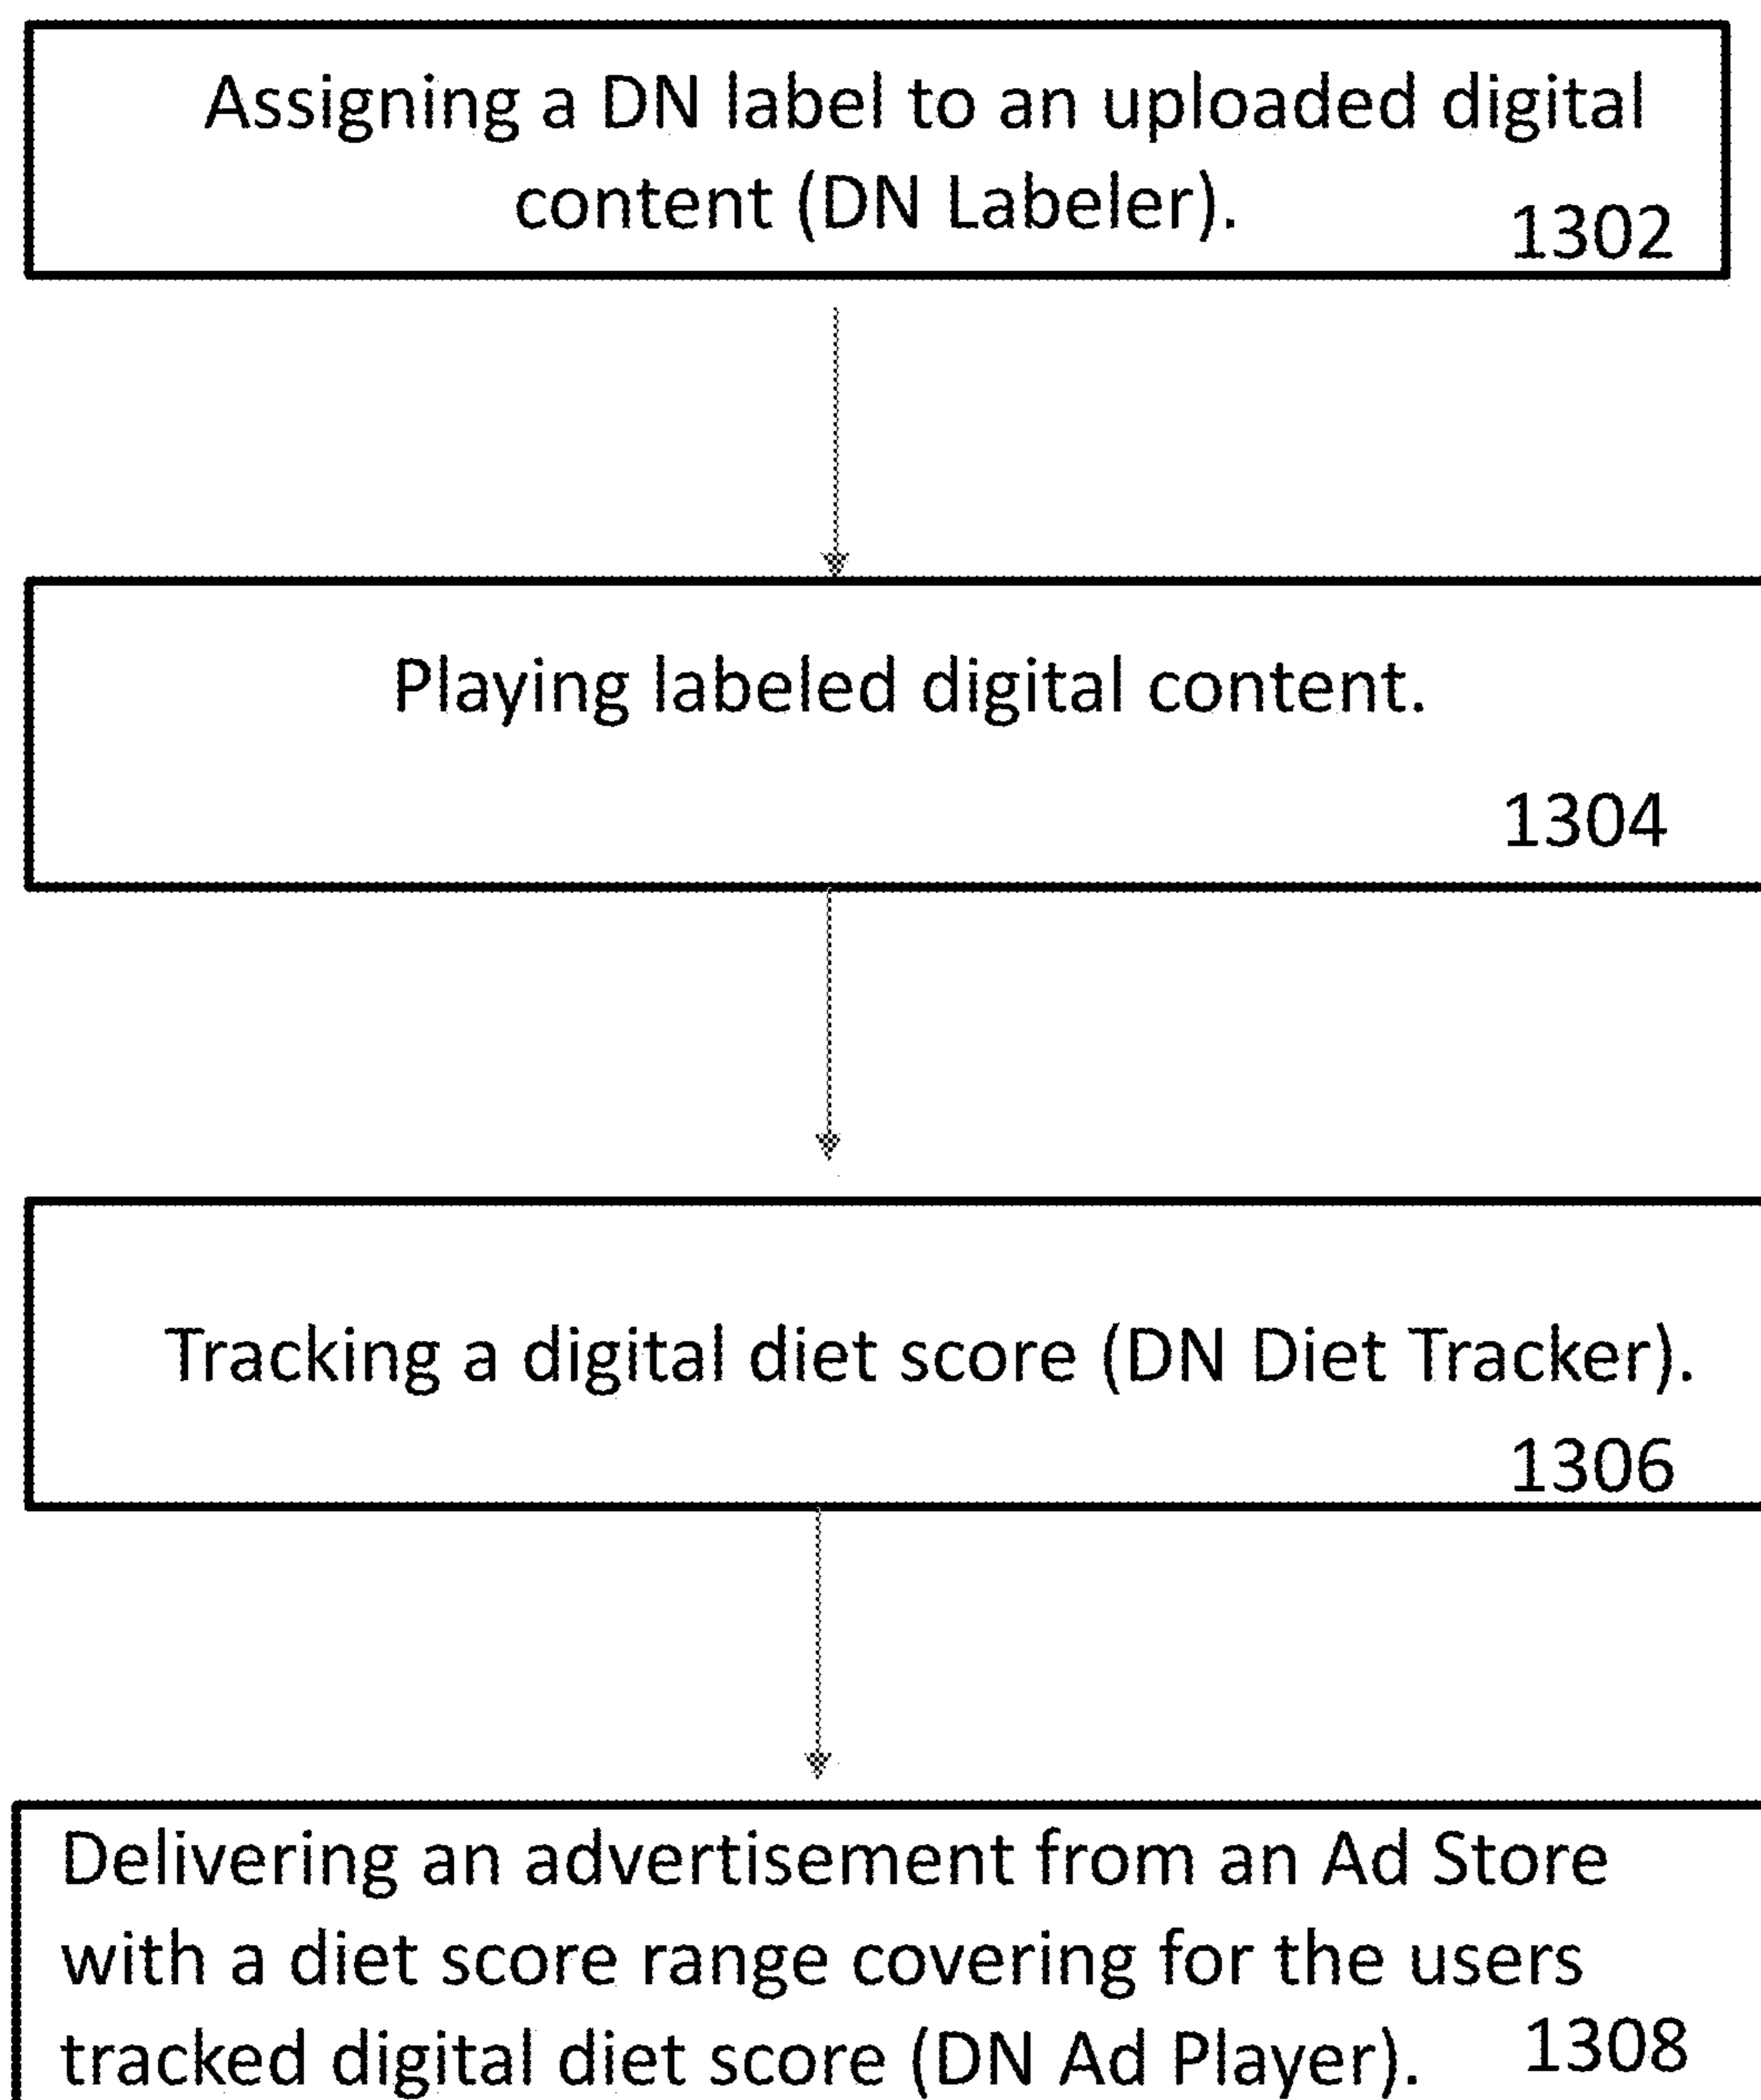 Assigning a DN label to an uploaded digital
content (DN Labeler).
1302
Playing labeled digital content.
1304
Tracking a digital diet score (DN Diet Tracker).
1306
Delivering an advertisement from an Ad Store
with a diet score range covering for the users
tracked digital diet score (DN Ad Player).
1308